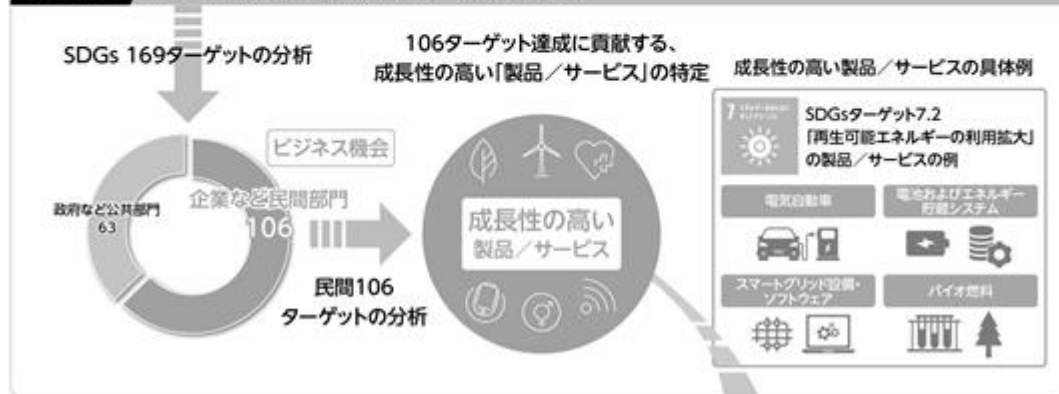 SDGs 169ターゲットの分析
ビジネス機会
政府など公共部門
63
企業など民間部門
106
民間106
ターゲットの分析
106ターゲット達成に貢献する、
成長性の高い「製品/サービス」の特定
成長性の高い
製品/サービス
成長性の高い製品/サービスの具体例
7
SDGsターゲット7.2
「再生可能エネルギーの利用拡大」
の製品/サービスの例
電気自動車
電池およびエネルギー
貯蔵システム
スマートグリッド設備・
ソフトウェア
バイオ燃料